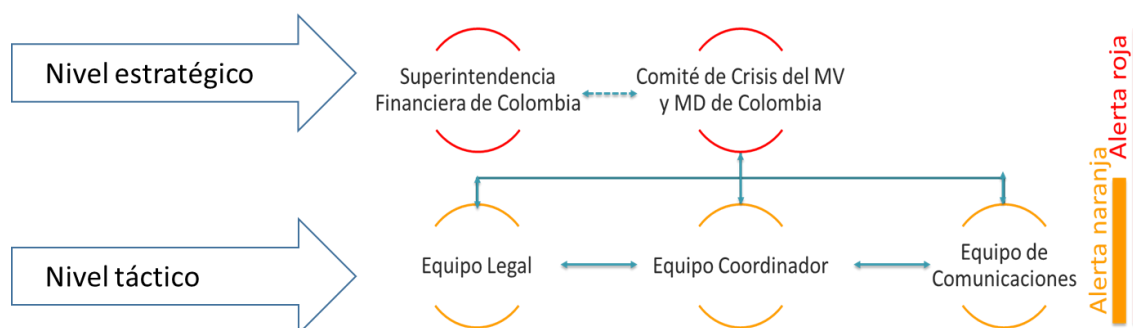 Nivel estratégico
Superintendencia
Financiera de Colombia
Comité de Crisis del MV
y MD de Colombia
Alerta roja
Nivel táctico
Equipo Legal
Equipo Coordinador
Equipo de
Comunicaciones
Alerta naranja